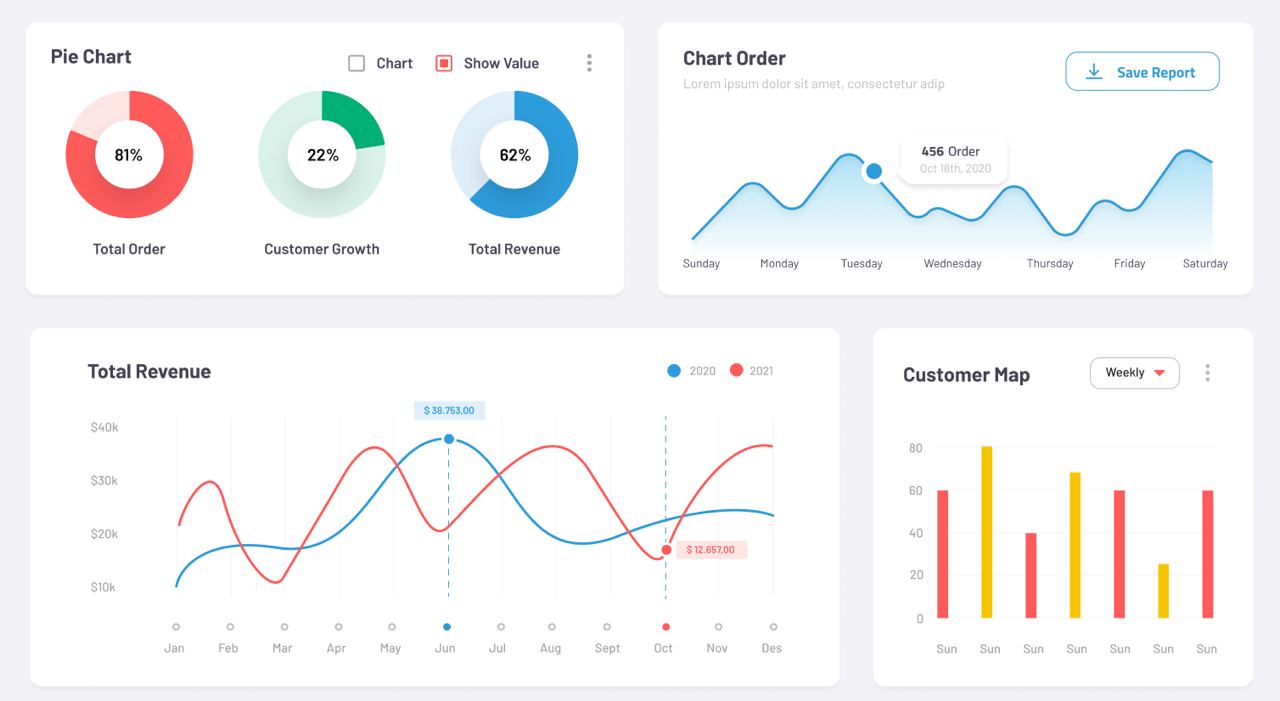 Pie Chart
Chart
Show Value
81%
22%
62%
Total Order
Customer Growth
Total Revenue
Chart Order
Lorem ipsum dolor sit amet, consectetur adip
Save Report
456 Order
Oct 18th, 2020
Sunday Monday Tuesday Wednesday Thursday Friday Saturday
Total Revenue
2020 2021
$ 38.753,00
$40k
$30k
$20k
$10k
$ 12.657,00
Jan Feb Mar Apr May Jun Jul Aug Sept Oct Nov Des
Customer Map
Weekly
80
60
40
20
0
Sun Sun Sun Sun Sun Sun Sun